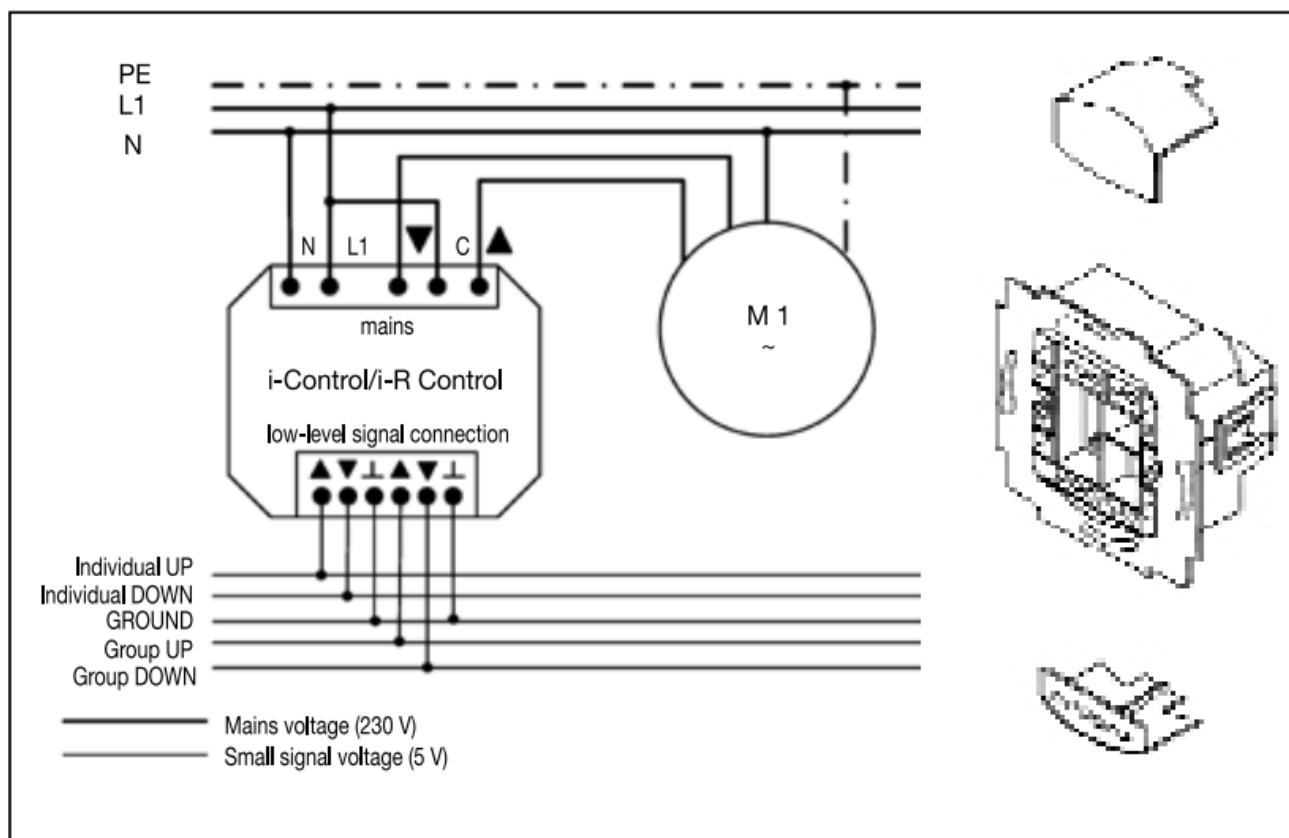 PE
L1
N
N L1 ▼ C ▲
mains
M 1
~
i-Control/i-R Control
low-level signal connection
▲ ▼ ⊥ ▲ ▼ ⊥
Individual UP
Individual DOWN
GROUND
Group UP
Group DOWN
Mains voltage (230 V)
Small signal voltage (5 V)